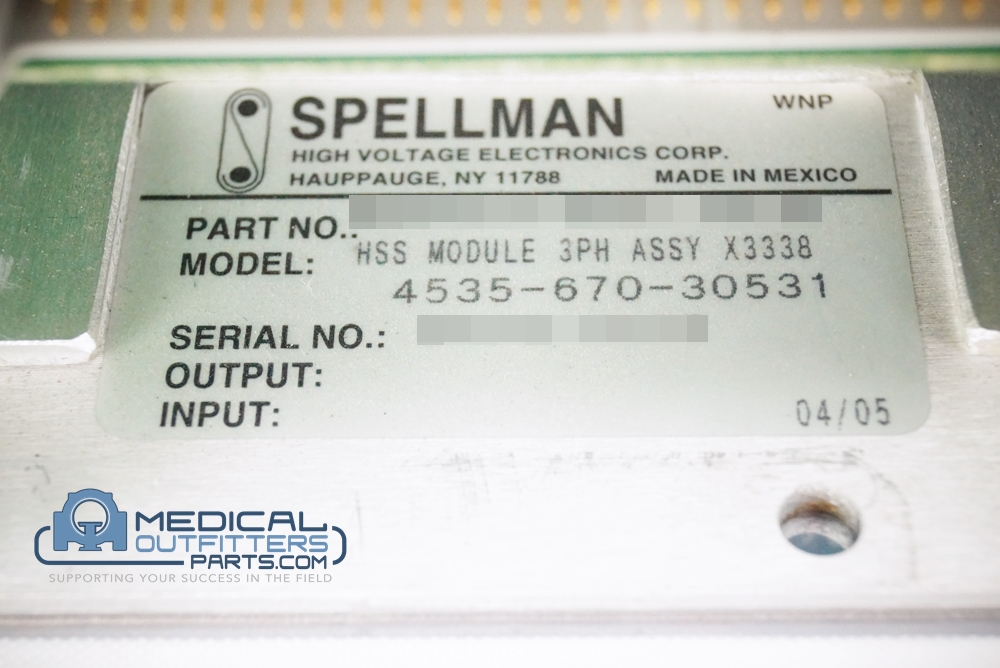 SPELLMAN
WNP
HIGH VOLTAGE ELECTRONICS CORP.
HAUPPAUGE, NY 11788 MADE IN MEXICO
PART NO..
MODEL: HSS MODULE 3PH ASSY X3338
4535-670-30531
SERIAL NO.:
OUTPUT:
INPUT: 04/05
MEDICAL
OUTFITTERS
PARTS.COM
SUPPORTING YOUR SUCCESS IN THE FIELD